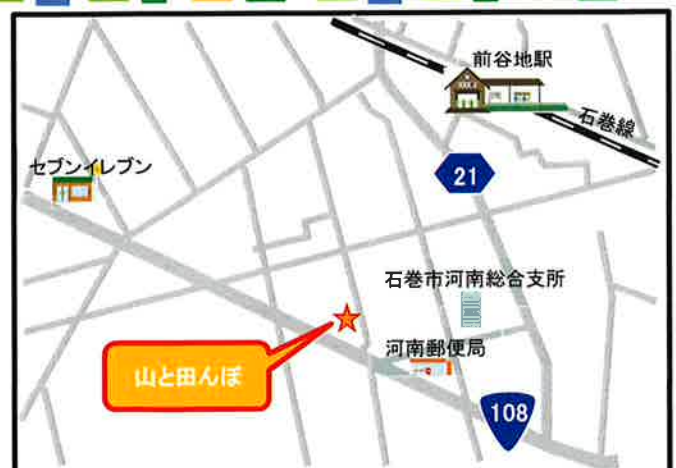 前谷地駅
石巻線
セブンイレブン
21
石巻市河南総合支所
河南郵便局
山と田んぼ
108